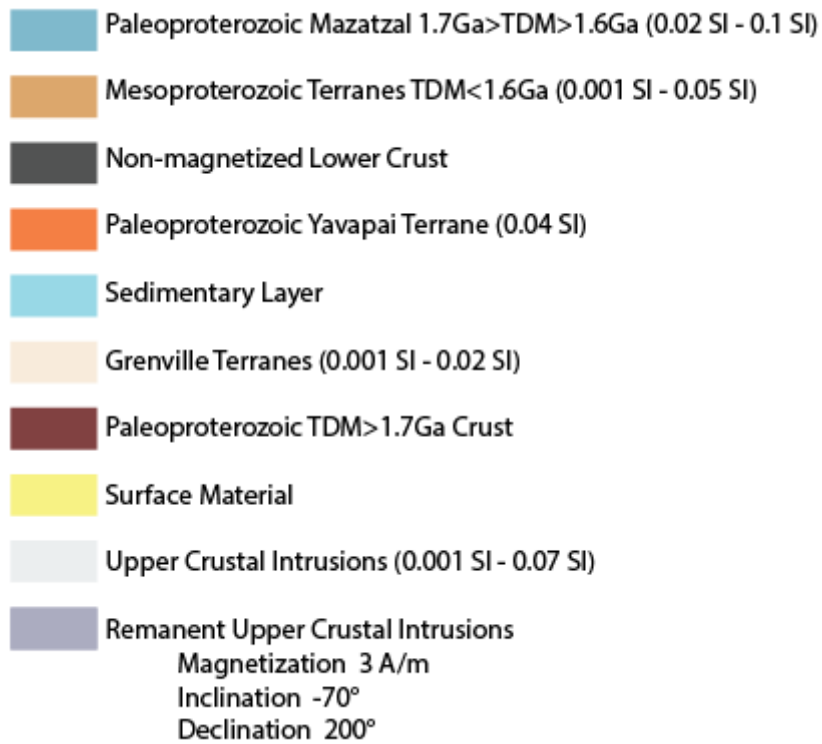 Paleoproterozoic Mazatzal 1.7Ga>TDM>1.6Ga (0.02 SI - 0.1 SI)
Mesoproterozoic Terranes TDM<1.6Ga (0.001 SI - 0.05 SI)
Non-magnetized Lower Crust
Paleoproterozoic Yavapai Terrane (0.04 SI)
Sedimentary Layer
Grenville Terranes (0.001 SI - 0.02 SI)
Paleoproterozoic TDM>1.7Ga Crust
Surface Material
Upper Crustal Intrusions (0.001 SI - 0.07 SI)
Remanent Upper Crustal Intrusions
Magnetization 3 A/m
Inclination -70°
Declination 200°